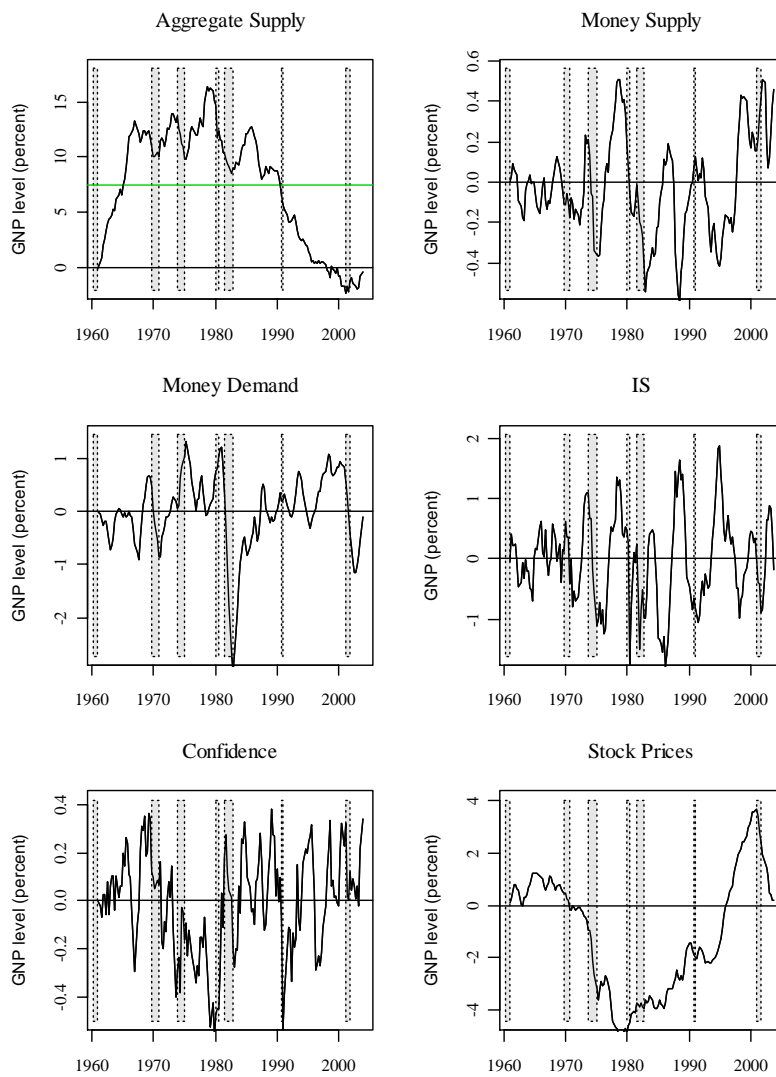 Aggregate Supply
GNP level (percent)
15
10
5
0
1960 1970 1980 1990 2000
Money Supply
GNP level (percent)
0.6
0.4
0.2
0.0
-0.2
-0.4
1960 1970 1980 1990 2000
Money Demand
GNP level (percent)
1
0
-1
-2
1960 1970 1980 1990 2000
IS
GNP (percent)
2
1
0
-1
1960 1970 1980 1990 2000
Confidence
GNP level (percent)
0.4
0.2
0.0
-0.2
-0.4
1960 1970 1980 1990 2000
Stock Prices
GNP level (percent)
4
2
0
-2
-4
1960 1970 1980 1990 2000